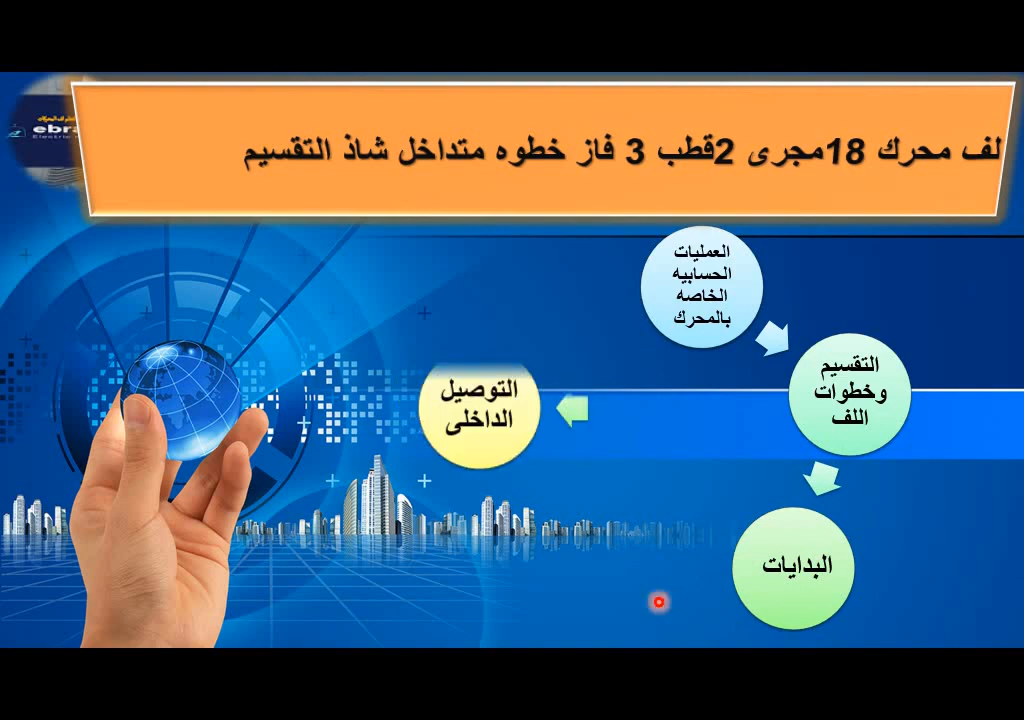 لف محرك 18مجرى 2قطب 3 فاز خطوه متداخل شاذ التقسيم
العمليات
الحسابيه
الخاصه
بالمحرك
التقسيم
وخطوات
اللف
البدايات
التوصيل
الداخلى